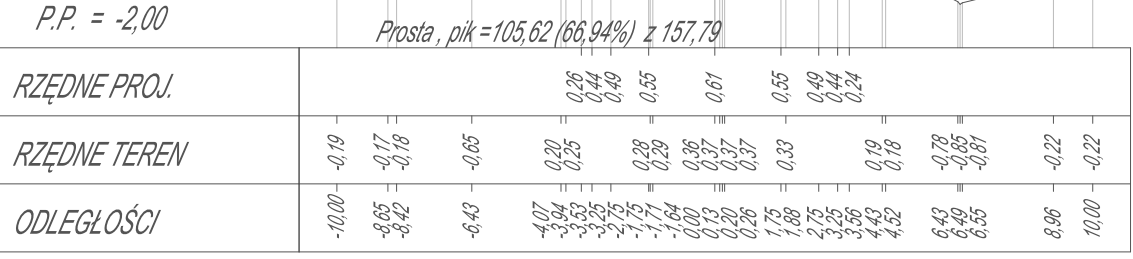 P.P. = -2,00
Prosta , pik =105,62 (66,94%) z 157,79
RZĘDNE PROJ. 0,26 0,44 0,49 0,55 0,61 0,55 0,49 0,44 0,24
RZĘDNE TEREN -0,19 -0,17 -0,18 -0,65 0,20 0,25 0,28 0,29 0,36 0,37 0,37 0,37 0,33 0,19 0,18 -0,78 -0,85 -0,81 -0,22 -0,22
ODLEGŁOŚCI -10,00 -8,65 -8,42 -6,43 -4,07 -3,94 -3,53 -3,25 -2,75 -1,75 -1,71 -1,64 0,00 0,13 0,20 0,26 1,75 1,88 2,75 3,25 3,56 4,43 4,52 6,43 6,49 6,55 8,96 10,00